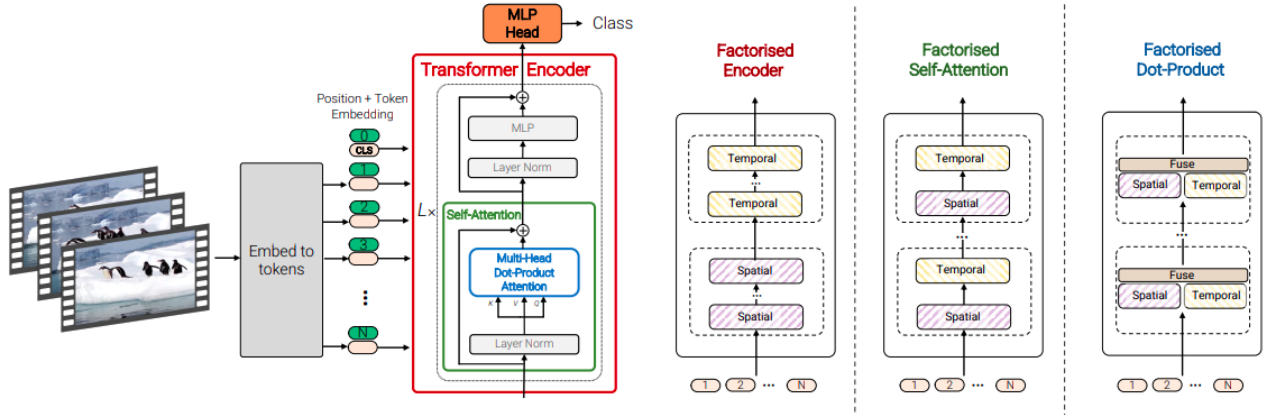 MLP
Head
Class
Transformer Encoder
Position + Token
Embedding
0
CLS
1
2
3
...
N
Embed to
tokens
L×
MLP
Layer Norm
Self-Attention
Multi-Head
Dot-Product
Attention
K V Q
Layer Norm
Factorised
Encoder
Temporal
...
Temporal
Spatial
...
Spatial
1 2 ... N
Factorised
Self-Attention
Temporal
Spatial
...
Temporal
Spatial
1 2 ... N
Factorised
Dot-Product
Fuse
Spatial Temporal
...
Fuse
Spatial Temporal
1 2 ... N